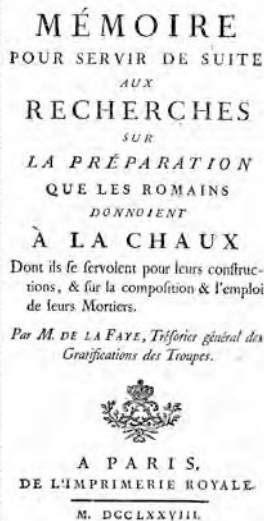 MÉMOIRE
POUR SERVIR DE SUITE
AUX
RECHERCHES
SUR
LA PRÉPARATION
QUE LES ROMAINS
DONNOIENT
À LA CHAUX
Dont ils ſe ſervoient pour leurs conſtruc-
tions, & ſur la compoſition & l'emploi
de leurs Mortiers.
Par M. DE LA FAYE, Tréſorier général des
Gratifications des Troupes.
A PARIS,
DE L'IMPRIMERIE ROYALE.
M. DCCLXXVIII.